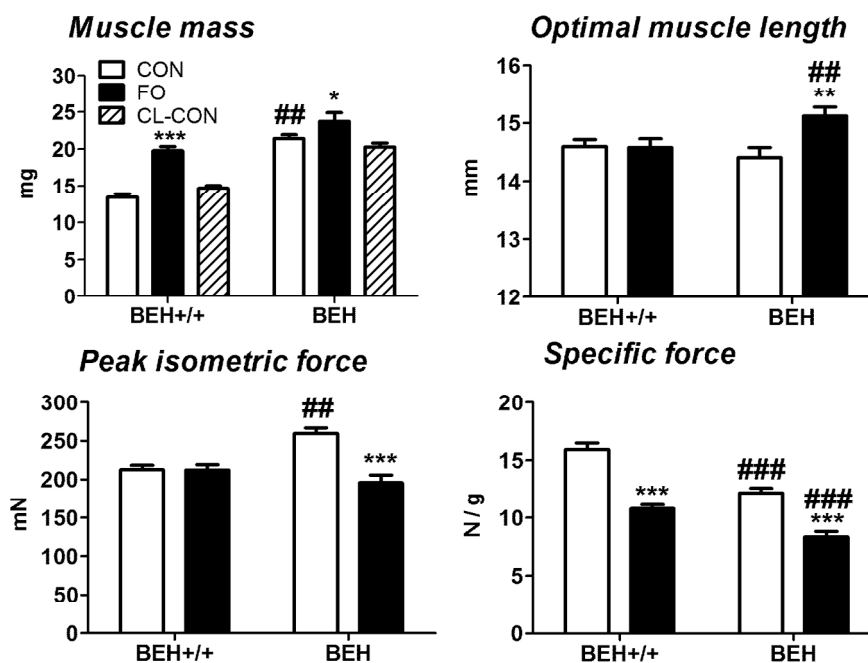 Muscle mass
30
25
20
15
10
5
0
mg
CON
FO
CL-CON
***
##
*
BEH+/+ BEH
Optimal muscle length
16
15
14
13
12
mm
##
**
BEH+/+ BEH
Peak isometric force
300
250
200
150
100
50
0
mN
##
***
BEH+/+ BEH
Specific force
20
15
10
5
0
N / g
***
###
###
***
BEH+/+ BEH